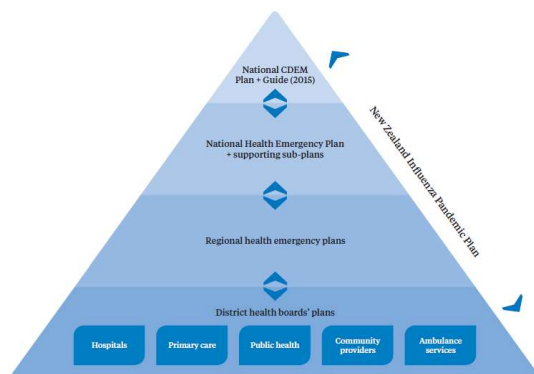 National CDEM
Plan + Guide (2015)
National Health Emergency Plan
+ supporting sub-plans
New Zealand Influenza Pandemic Plan
Regional health emergency plans
District health boards' plans
Hospitals
Primary care
Public health
Community
providers
Ambulance
services